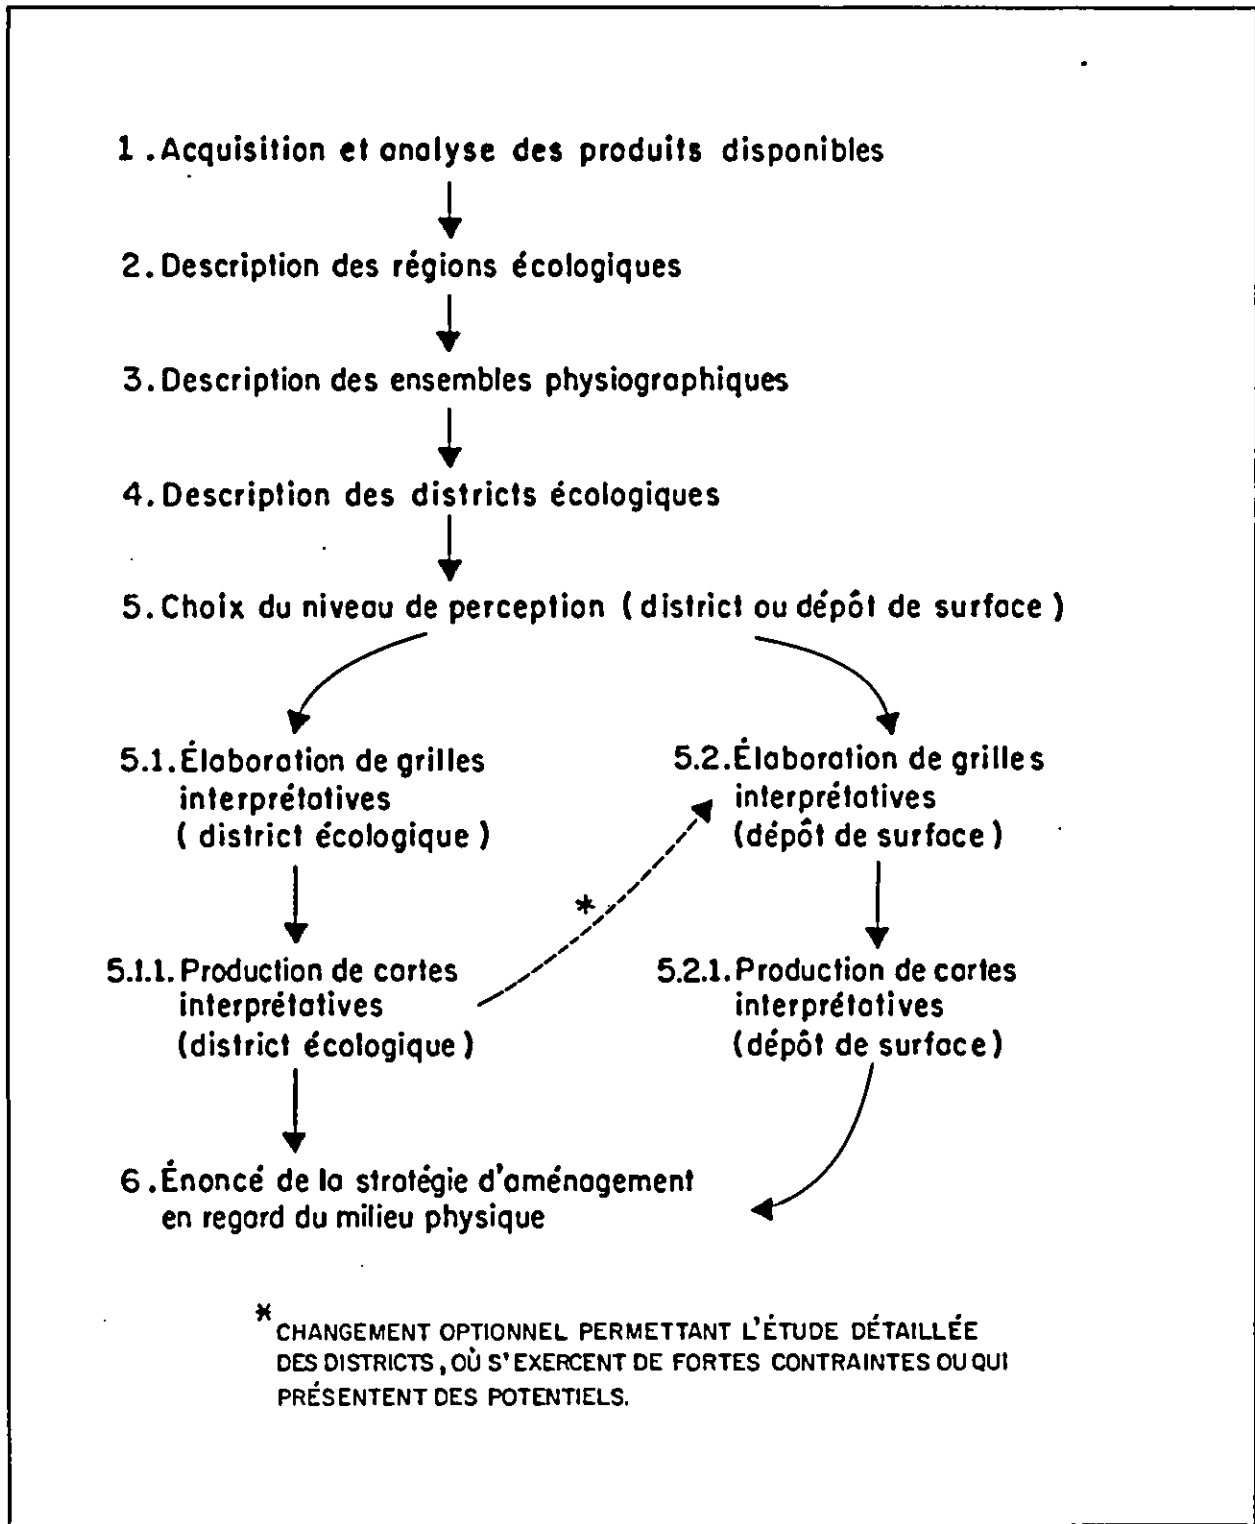 1. Acquisition et analyse des produits disponibles
2. Description des régions écologiques
3. Description des ensembles physiographiques
4. Description des districts écologiques
5. Choix du niveau de perception ( district ou dépôt de surface )
5.1. Élaboration de grilles
interprétatives
( district écologique )
5.2. Élaboration de grilles
interprétatives
(dépôt de surface )
*
5.1.1. Production de cartes
interprétatives
(district écologique )
5.2.1. Production de cartes
interprétatives
(dépôt de surface )
6. Énoncé de la stratégie d'aménagement
en regard du milieu physique
* CHANGEMENT OPTIONNEL PERMETTANT L'ÉTUDE DÉTAILLÉE
DES DISTRICTS, OÙ S'EXERCENT DE FORTES CONTRAINTES OU QUI
PRÉSENTENT DES POTENTIELS.